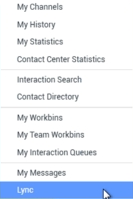 My Channels
My History
My Statistics
Contact Center Statistics
Interaction Search
Contact Directory
My Workbins
My Team Workbins
My Interaction Queues
My Messages
Lync